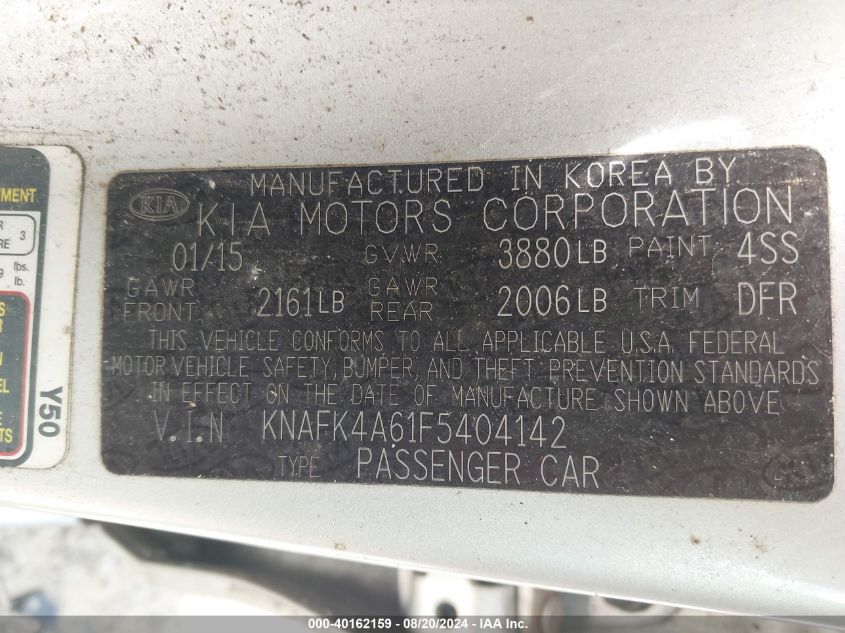 MANUFACTURED IN KOREA BY
KIA KIA MOTORS CORPORATION
01/15 GVWR 3880LB PAINT 4SS
GAWR FRONT 2161LB GAWR REAR 2006LB TRIM DFR
THIS VEHICLE CONFORMS TO ALL APPLICABLE U.S.A. FEDERAL
MOTOR VEHICLE SAFETY, BUMPER, AND THEFT PREVENTION STANDARDS
IN EFFECT ON THE DATE OF MANUFACTURE SHOWN ABOVE.
V.I.N KNAFK4A61F5404142
TYPE PASSENGER CAR
3
lbs.
lb.
Y50
000-40162159 - 08/20/2024 - IAA Inc.